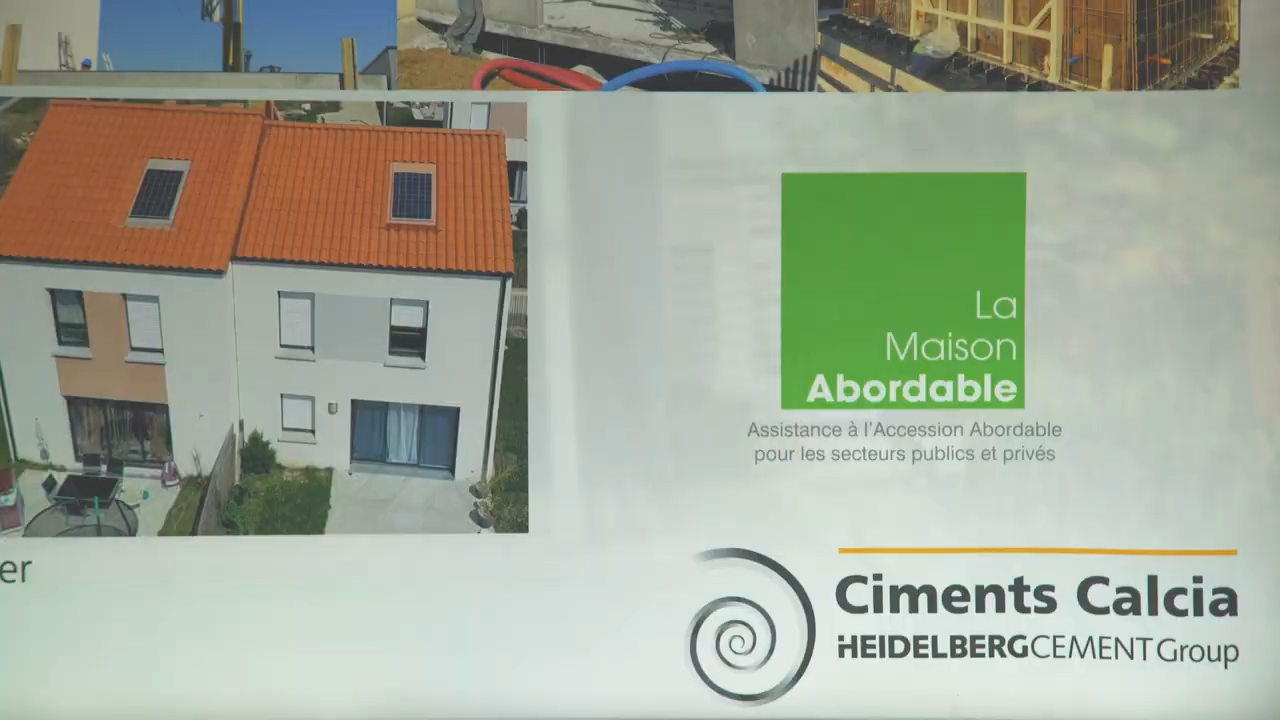 La
Maison
Abordable
Assistance à l'Accession Abordable
pour les secteurs publics et privés
er
Ciments Calcia
HEIDELBERGCEMENT Group